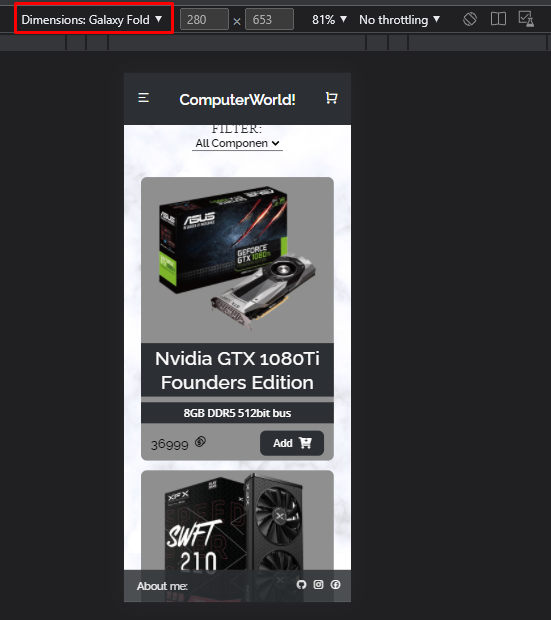 Dimensions: Galaxy Fold ▼ 280 × 653 81% ▼ No throttling ▼
ComputerWorld!
FILTER:
All Componen
ASUS
ASUS
GEFORCE
GTX 1080Ti
Nvidia GTX 1080Ti
Founders Edition
8GB DDR5 512bit bus
36999 Add
XFX
SWFT
210
About me: